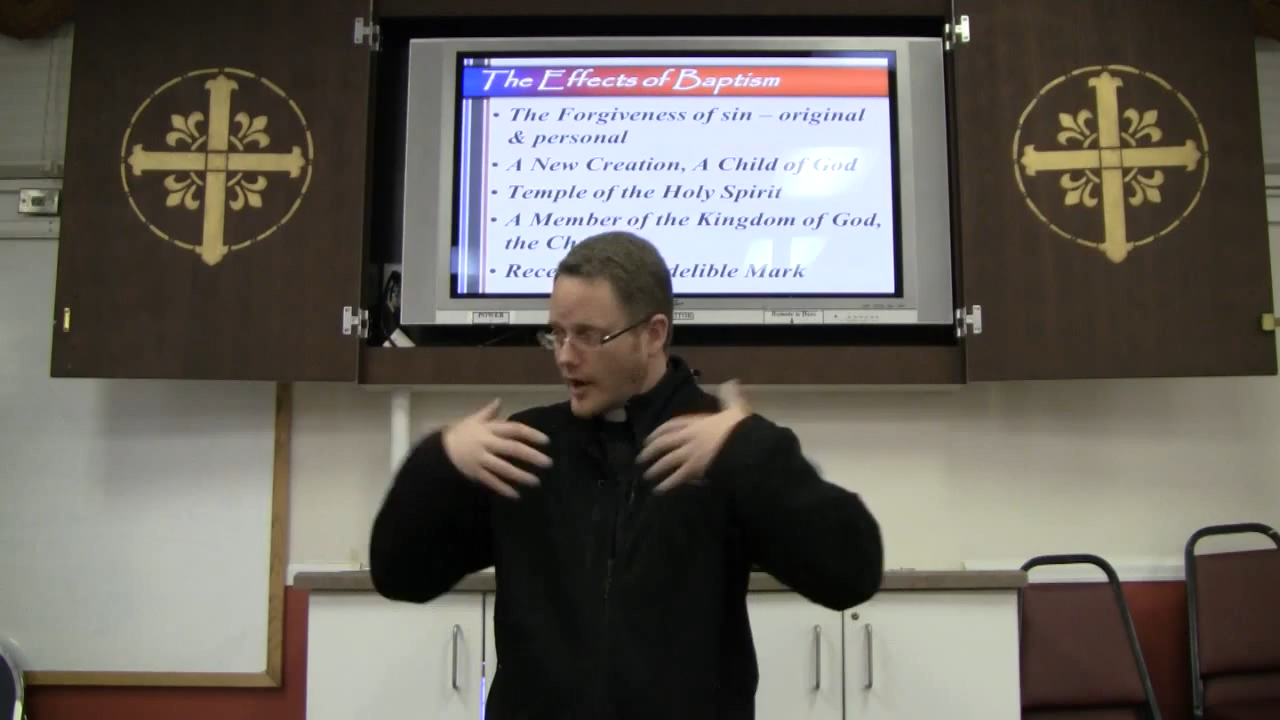 The Effects of Baptism
• The Forgiveness of sin – original
& personal
• A New Creation, A Child of God
• Temple of the Holy Spirit
• A Member of the Kingdom of God,
the
• Mark
POWER